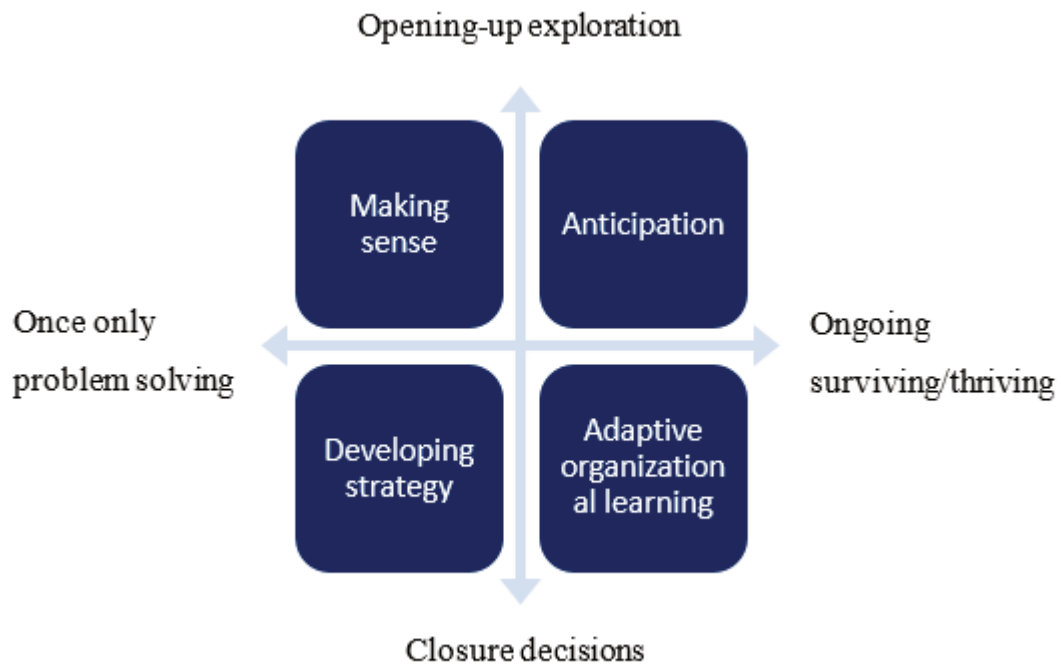 Opening-up exploration
Making
sense
Anticipation
Once only
problem solving
Ongoing
surviving/thriving
Developing
strategy
Adaptive
organization
al learning
Closure decisions